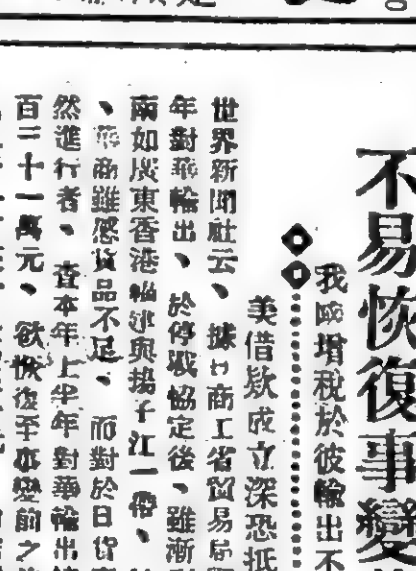 不易恢復事變
我國增稅於彼輸出不
美借欵成立深恐抵
世界新聞社云、據日商工省貿易局
年對華輸出、於停戰協定後、雖漸
南如廣東香港汕與揚子江一帶、
、華商雖感貨品不足、而對於日貨
然進行者、查本年上半年對華輸出
百三十一萬元、欲恢復至事變前之